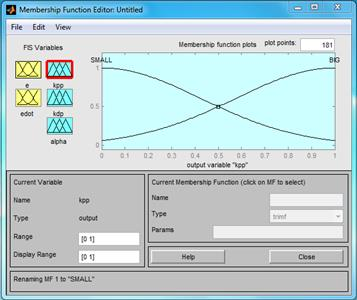 Membership Function Editor: Untitled
File Edit View
FIS Variables
Membership function plots plot points: 181
e kpp
edot kdp
alpha
SMALL BIG
1
0.5
0
0 0.1 0.2 0.3 0.4 0.5 0.6 0.7 0.8 0.9 1
output variable "kpp"
Current Variable
Name kpp
Type output
Range [0 1]
Display Range [0 1]
Current Membership Function (click on MF to select)
Name
Type trimf
Params
Help Close
Renaming MF 1 to "SMALL"